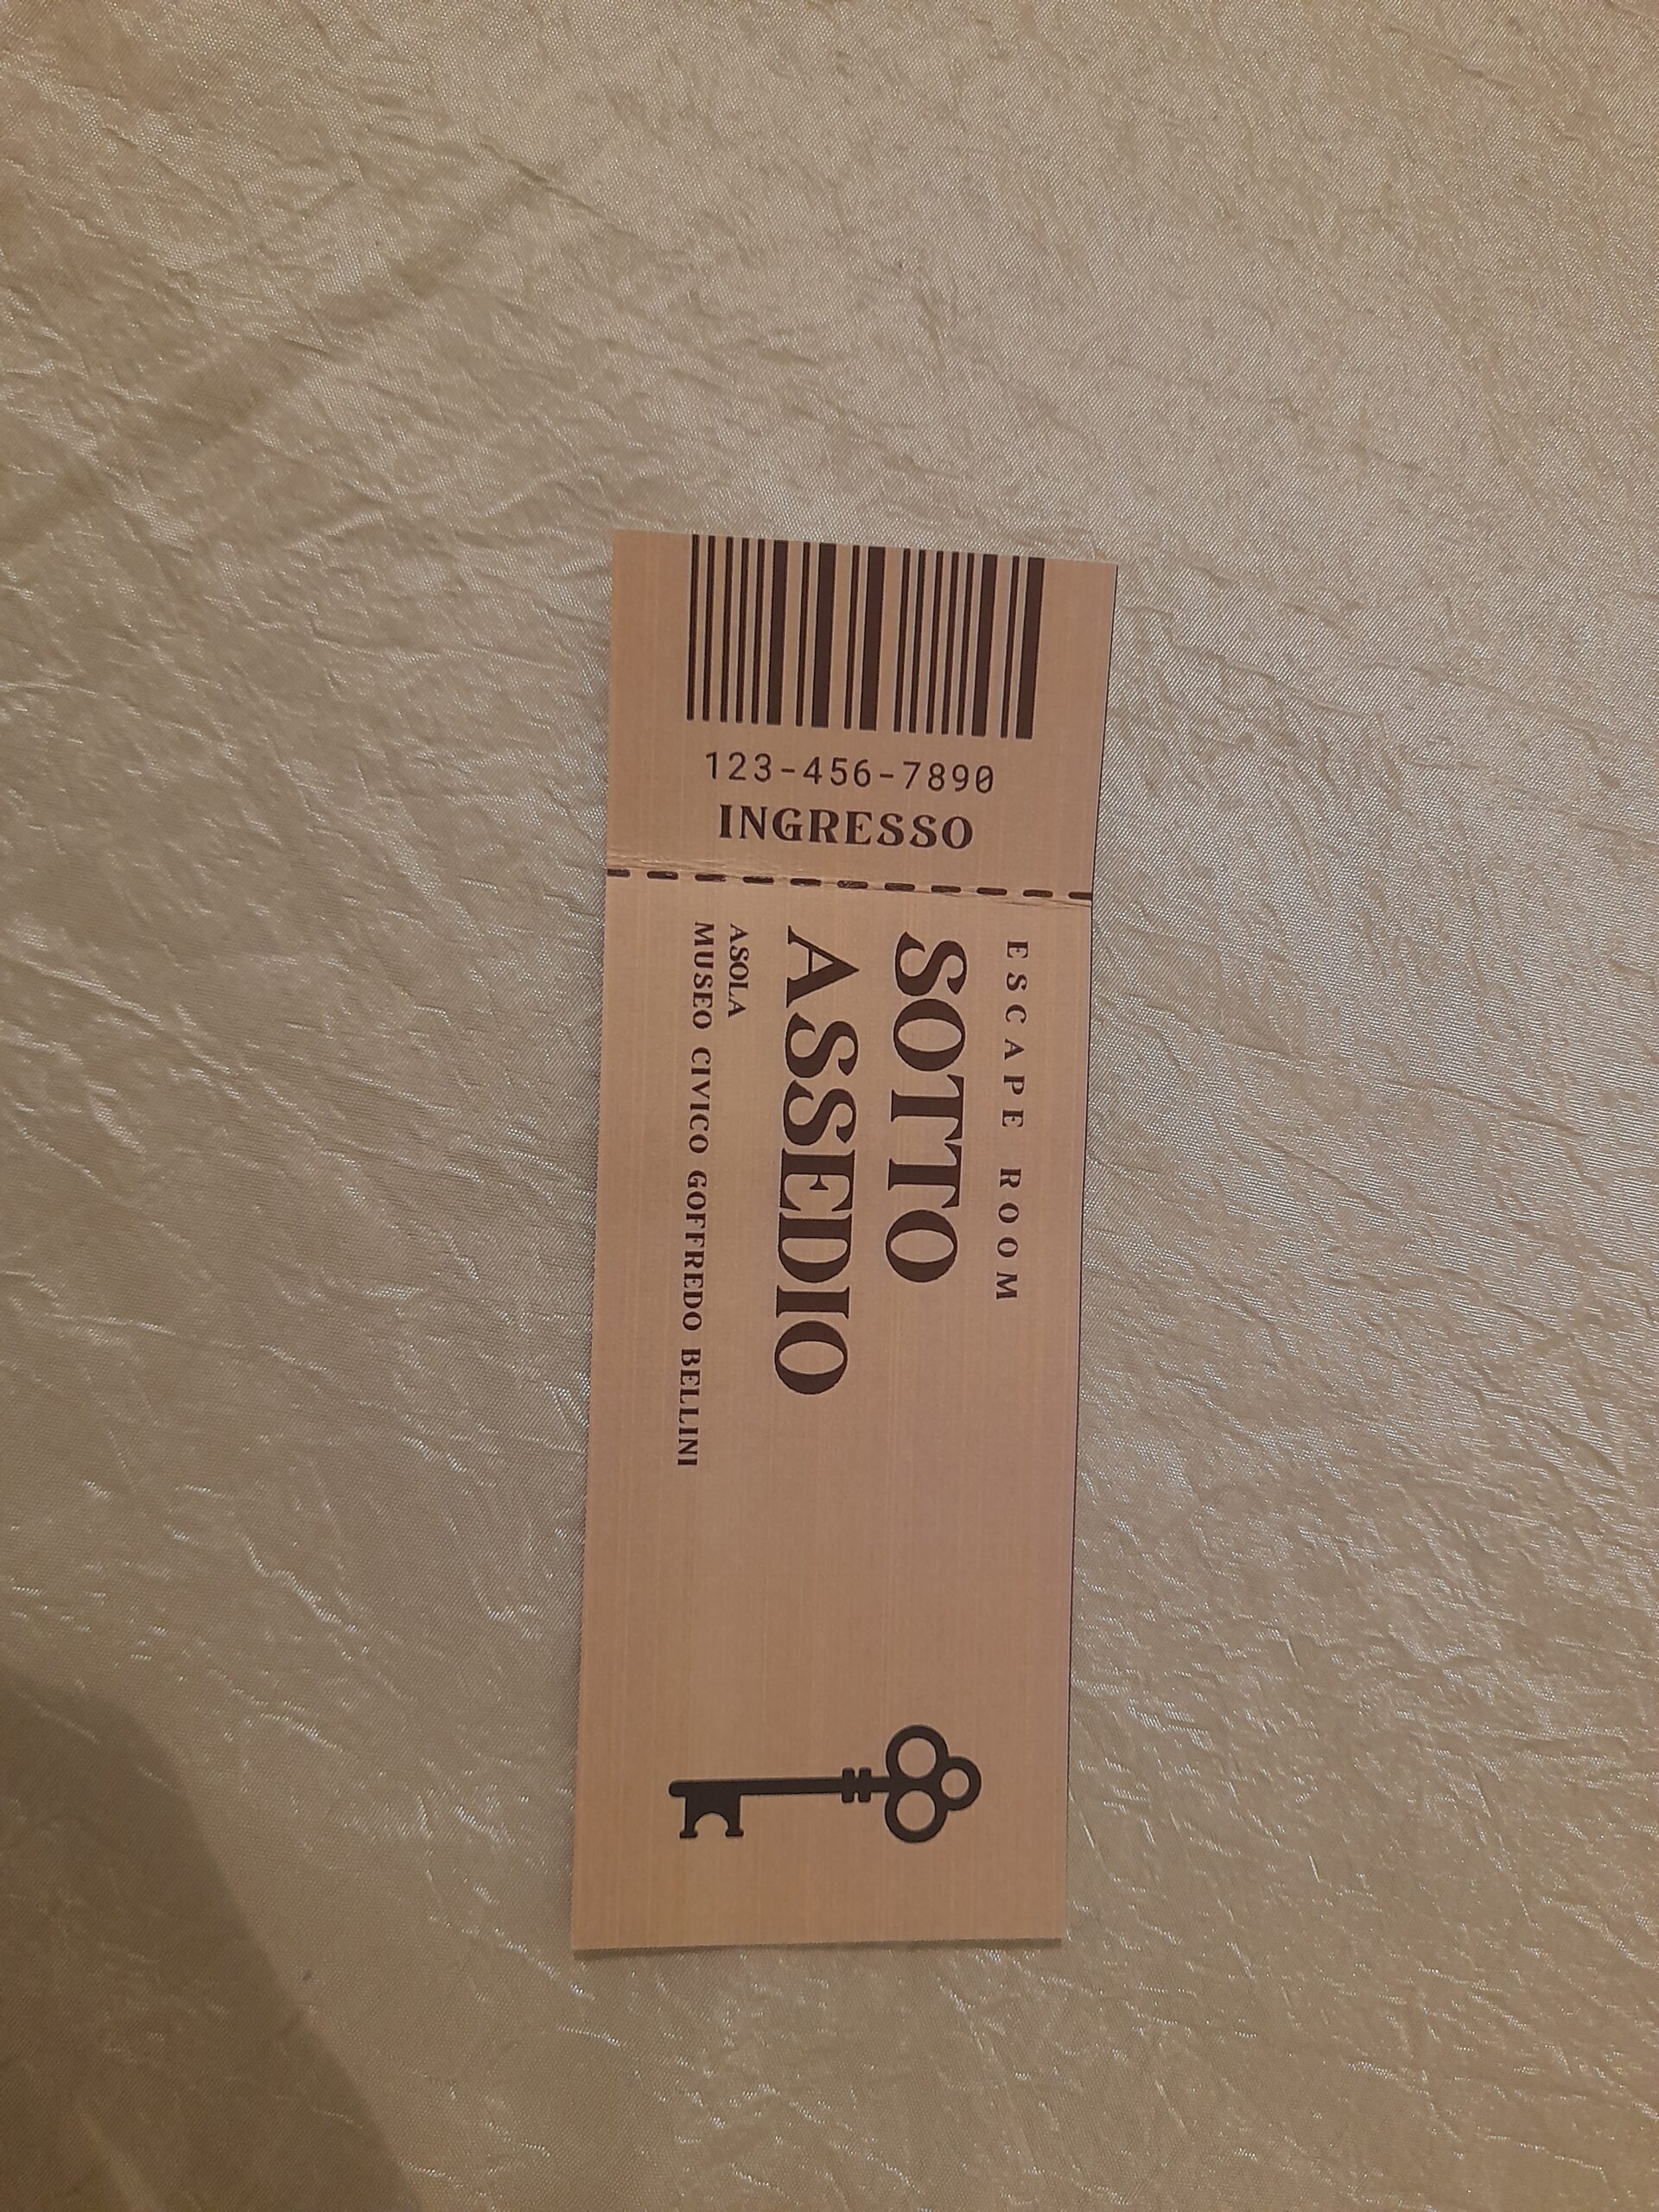 123-456-7890
INGRESSO
ESCAPE ROOM
SOTTO
ASSEDIO
ASOLA
MUSEO CIVICO GOFFREDO BELLINI